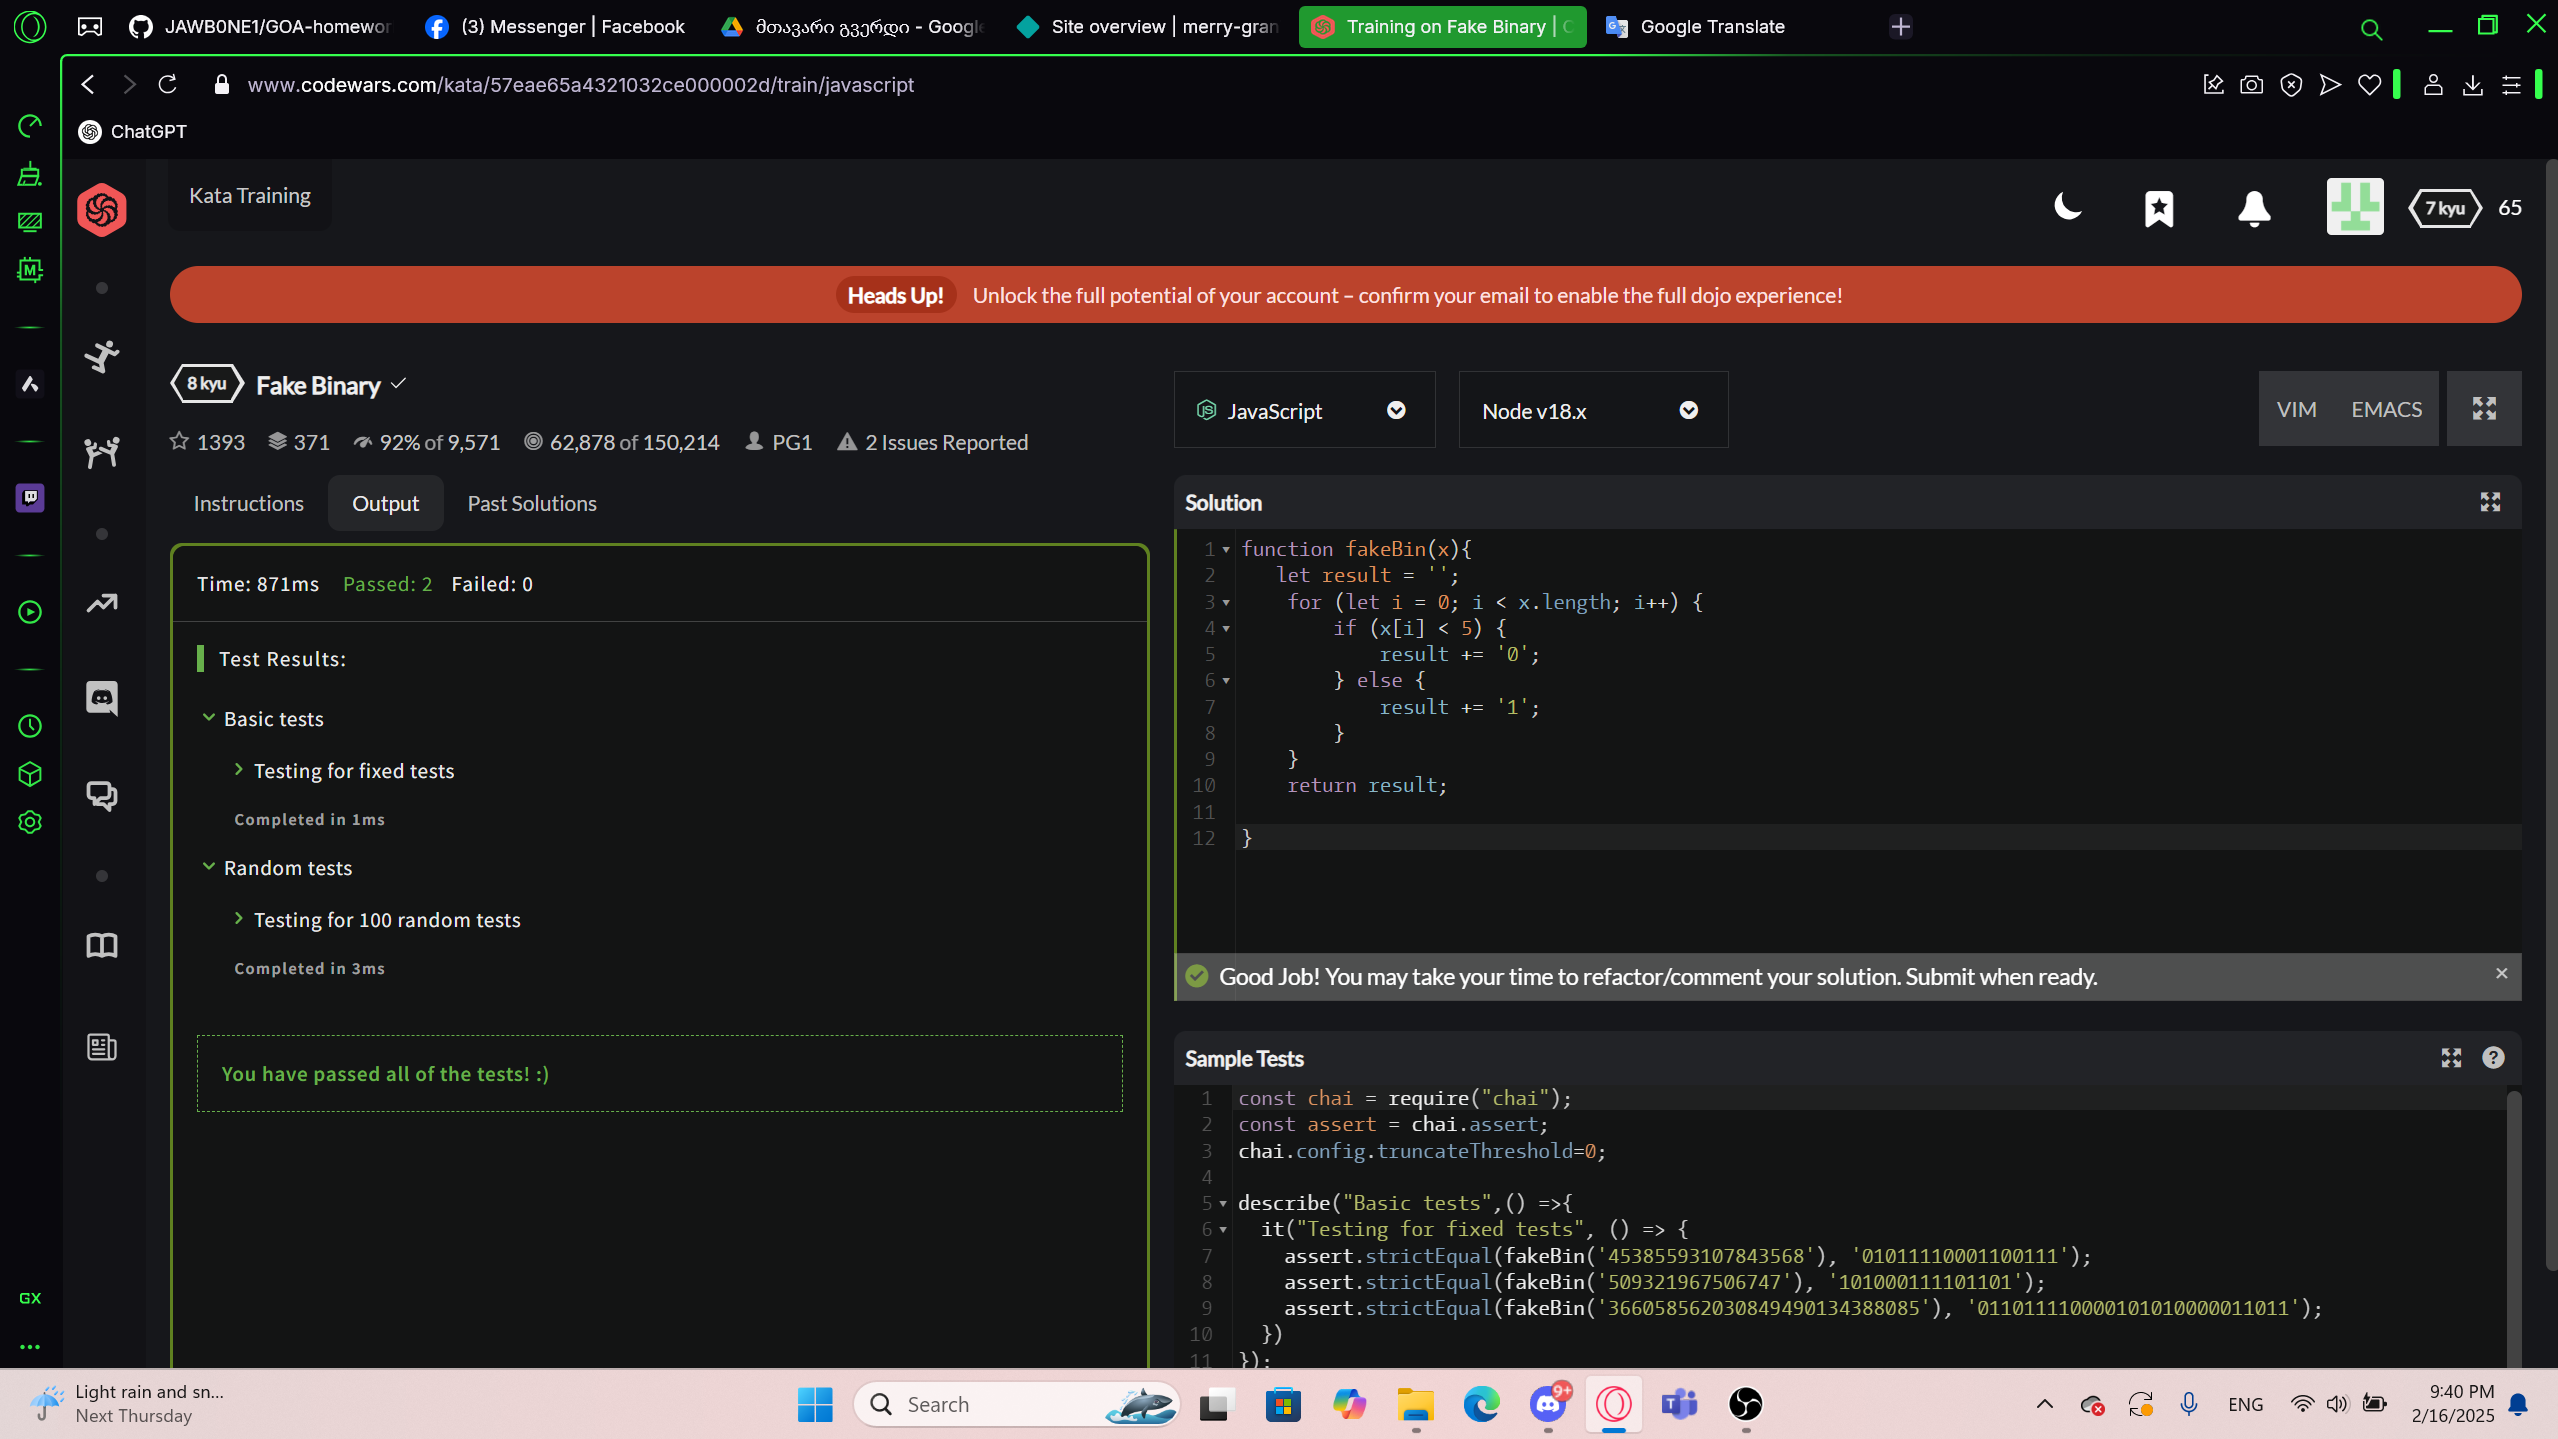 JAWB0NE1/GOA-homewor
(3) Messenger | Facebook
მთავარი გვერდი - Google
Site overview | merry-gran
Training on Fake Binary | C
Google Translate
www.codewars.com/kata/57eae65a4321032ce000002d/train/javascript
ChatGPT
Kata Training
7 kyu
65
Heads Up! Unlock the full potential of your account – confirm your email to enable the full dojo experience!
8 kyu Fake Binary
1393 371 92% of 9,571 62,878 of 150,214 PG1 2 Issues Reported
JavaScript
Node v18.x
VIM EMACS
Instructions Output Past Solutions
Time: 871ms Passed: 2 Failed: 0
Test Results:
Basic tests
Testing for fixed tests
Completed in 1ms
Random tests
Testing for 100 random tests
Completed in 3ms
You have passed all of the tests! :)
Solution
1 function fakeBin(x){
2 let result = '';
3 for (let i = 0; i < x.length; i++) {
4 if (x[i] < 5) {
5 result += '0';
6 } else {
7 result += '1';
8 }
9 }
10 return result;
11
12 }
Good Job! You may take your time to refactor/comment your solution. Submit when ready.
Sample Tests
1 const chai = require("chai");
2 const assert = chai.assert;
3 chai.config.truncateThreshold=0;
4
5 describe("Basic tests",() =>{
6 it("Testing for fixed tests", () => {
7 assert.strictEqual(fakeBin('45385593107843568'), '01011110001100111');
8 assert.strictEqual(fakeBin('509321967506747'), '101000111101101');
9 assert.strictEqual(fakeBin('366058562030849490134388085'), '011011110000101010000011011');
10 })
11 });
GX
Light rain and sn...
Next Thursday
Search
9+
ENG
9:40 PM
2/16/2025